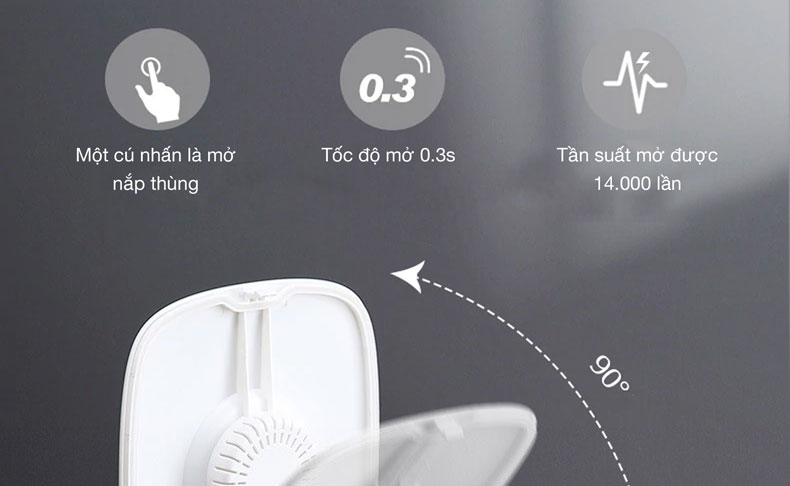 0.3
Một cú nhấn là mở
nắp thùng
Tốc độ mở 0.3s
Tần suất mở được
14.000 lần
90°